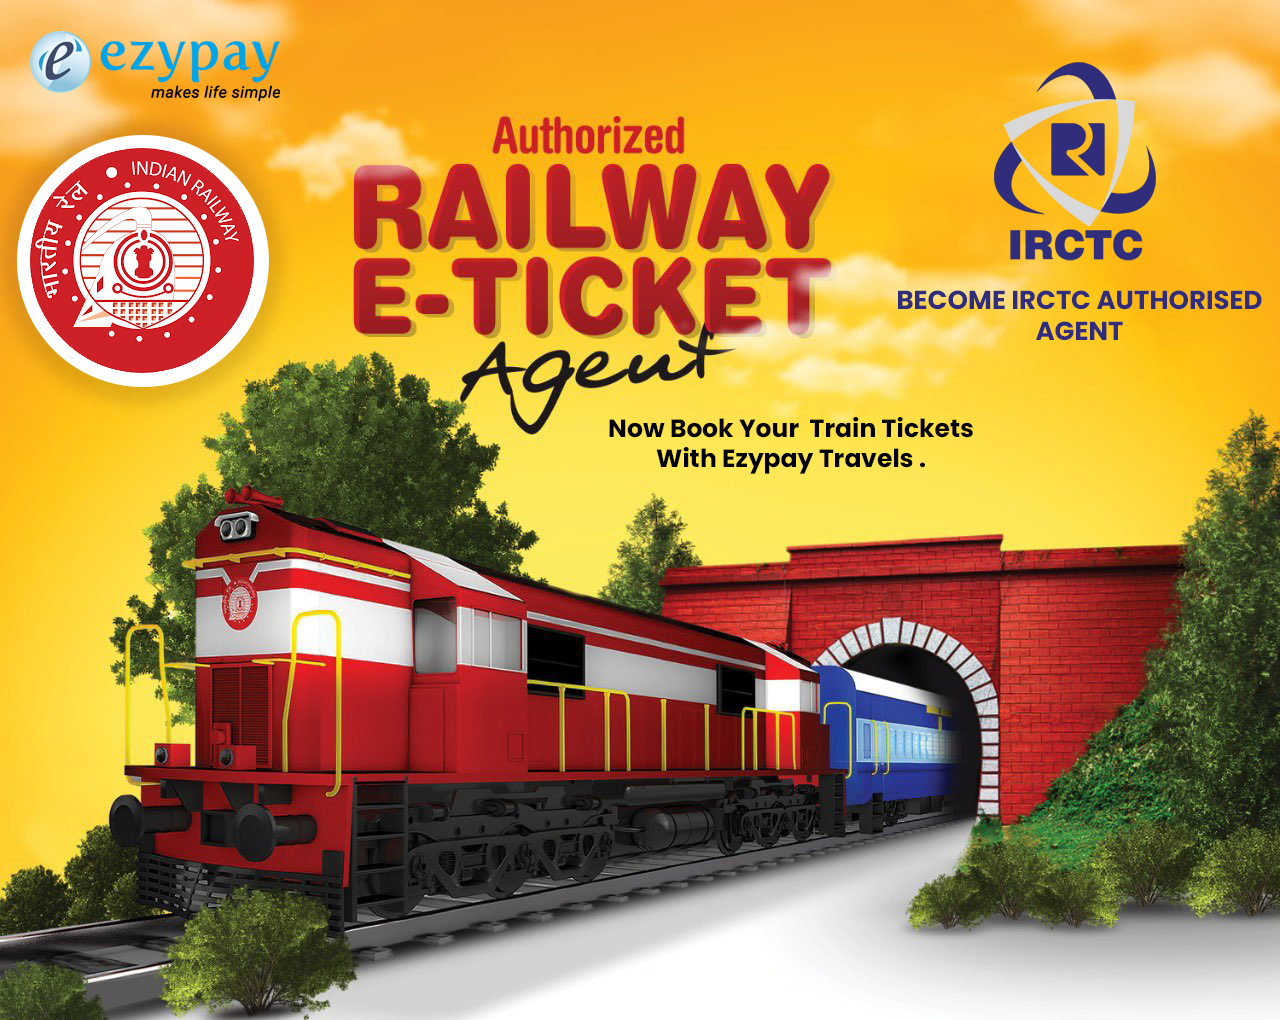 ezypay
makes life simple
भारतीय रेल
INDIAN RAILWAY
Authorized
RAILWAY
E-TICKET
Agent
IRCTC
BECOME IRCTC AUTHORISED
AGENT
Now Book Your  Train Tickets
With Ezypay Travels .